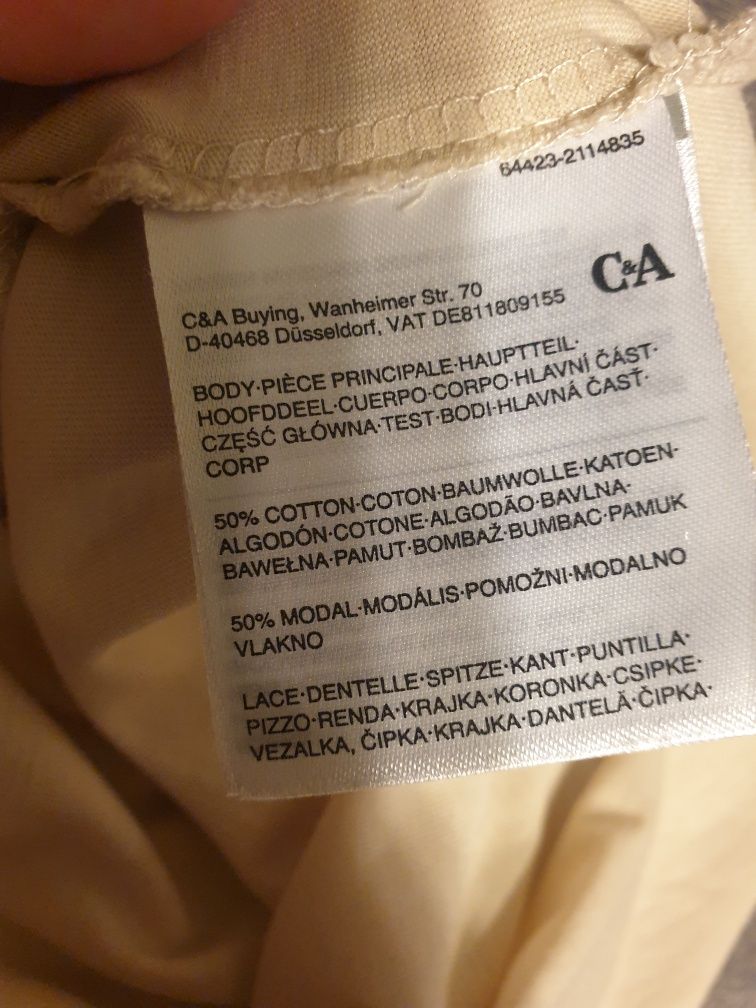 64423-2114835
C&A
C&A Buying, Wanheimer Str. 70
D-40468 Düsseldorf, VAT DE811809155
BODY·PIÈCE PRINCIPALE·HAUPTTEIL·
HOOFDDEEL·CUERPO·CORPO·HLAVNÍ ČÁST·
CZĘŚĆ GŁÓWNA·TEST·BODI·HLAVNÁ ČASŤ·
CORP
50% COTTON·COTON·BAUMWOLLE·KATOEN·
ALGODÓN·COTONE·ALGODÃO·BAVLNA·
BAWEŁNA·PAMUT·BOMBAŽ·BUMBAC·PAMUK
50% MODAL·MODÁLIS·POMOŽNI·MODALNO
VLAKNO
LACE·DENTELLE·SPITZE·KANT·PUNTILLA·
PIZZO·RENDA·KRAJKA·KORONKA·CSIPKE·
VEZALKA, ČIPKA·KRAJKA·DANTELĂ·ČIPKA·